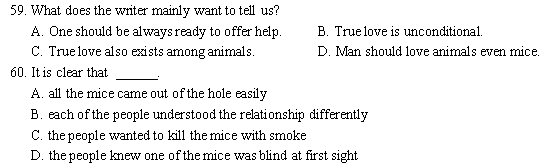 59. What does the writer mainly want to tell us?
A. One should be always ready to offer help. B. True love is unconditional.
C. True love also exists among animals. D. Man should love animals even mice.
60. It is clear that ______.
A. all the mice came out of the hole easily
B. each of the people understood the relationship differently
C. the people wanted to kill the mice with smoke
D. the people knew one of the mice was blind at first sight